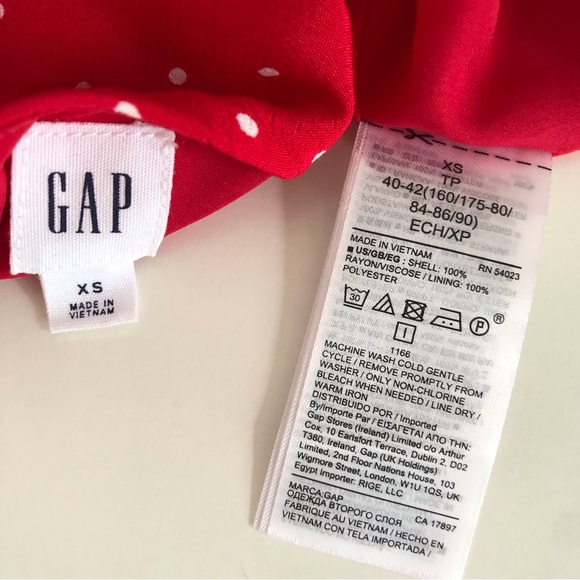 GAP
XS
MADE IN
VIETNAM
XS
TP
40-42(160/175-80/
84-86/90)
ECH/XP
MADE IN VIETNAM RN 54023
■ US/GB/EG: SHELL: 100%
RAYON/VISCOSE / LINING: 100%
POLYESTER
30 P ®
I
1166
MACHINE WASH COLD GENTLE
CYCLE / REMOVE PROMPTLY FROM
WASHER / ONLY NON-CHLORINE
BLEACH WHEN NEEDED / LINE DRY /
WARM IRON
DISTRIBUIDO POR / Imported
By/Importe Par / ΕΙΣΑΓΕΤΑΙ ΑΠΟ ΤΗΝ:
Gap Stores (Ireland) Limited c/o Arthur
Cox, 10 Earlsfort Terrace, Dublin 2, D02
T380, Ireland, Gap (UK Holdings)
Limited, 2nd Floor Nations House, 103
Wigmore Street, London, W1U 1QS, UK
Egypt Importer: RIGE, LLC
MARCA:GAP
ОДЕЖДА ВТОРОГО СЛОЯ CA 17897
FABRIQUE AU VIETNAM / HECHO EN
VIETNAM CON TELA IMPORTADA /